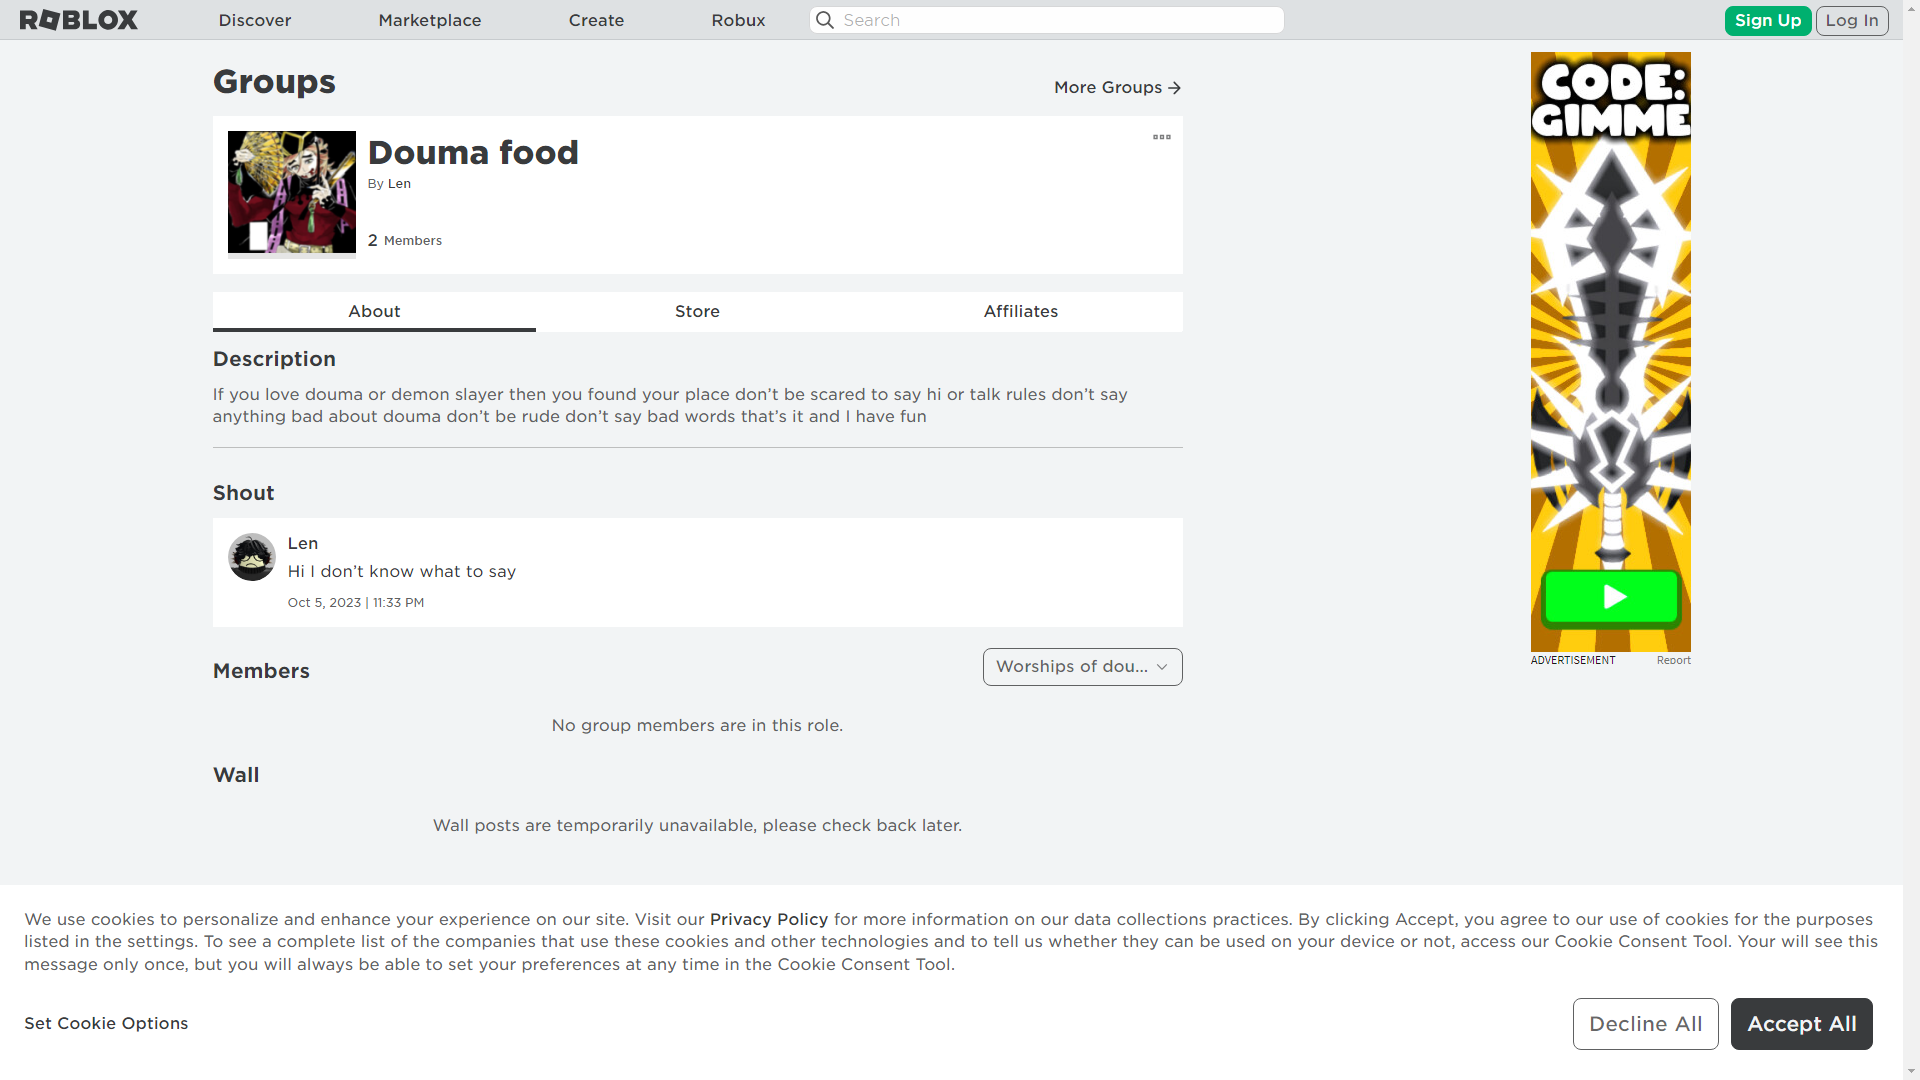 ROBLOX Discover Marketplace Create Robux Search Sign Up Log In
Groups
More Groups
Douma food
By Len
2 Members
About Store Affiliates
Description
If you love douma or demon slayer then you found your place don’t be scared to say hi or talk rules don’t say
anything bad about douma don’t be rude don’t say bad words that’s it and I have fun
Shout
Len
Hi I don’t know what to say
Oct 5, 2023 | 11:33 PM
Members
Worships of dou...
No group members are in this role.
Wall
Wall posts are temporarily unavailable, please check back later.
CODE:
GIMME
ADVERTISEMENT Report
We use cookies to personalize and enhance your experience on our site. Visit our Privacy Policy for more information on our data collections practices. By clicking Accept, you agree to our use of cookies for the purposes
listed in the settings. To see a complete list of the companies that use these cookies and other technologies and to tell us whether they can be used on your device or not, access our Cookie Consent Tool. Your will see this
message only once, but you will always be able to set your preferences at any time in the Cookie Consent Tool.
Set Cookie Options
Decline All
Accept All